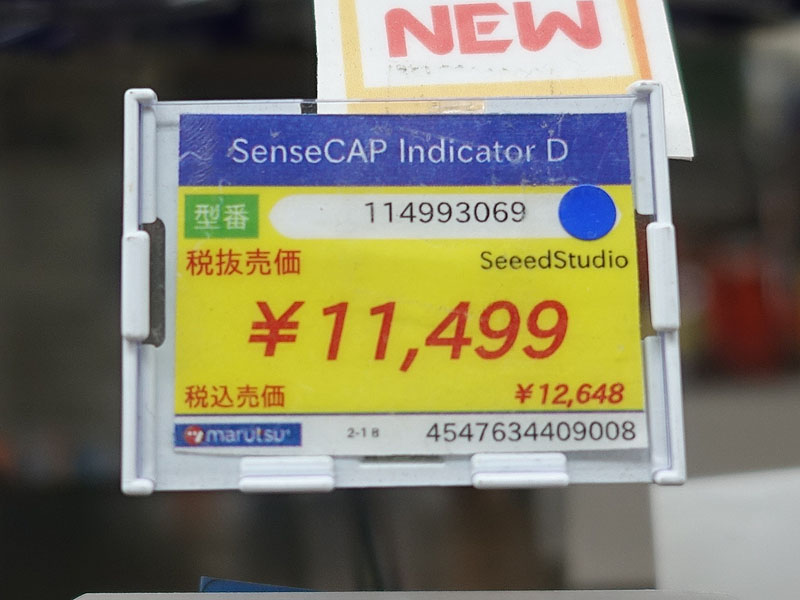 NEW
SenseCAP Indicator D
型番 114993069
税抜売価 SeeedStudio
¥11,499
税込売価 ¥12,648
marutsu 2-18 4547634409008